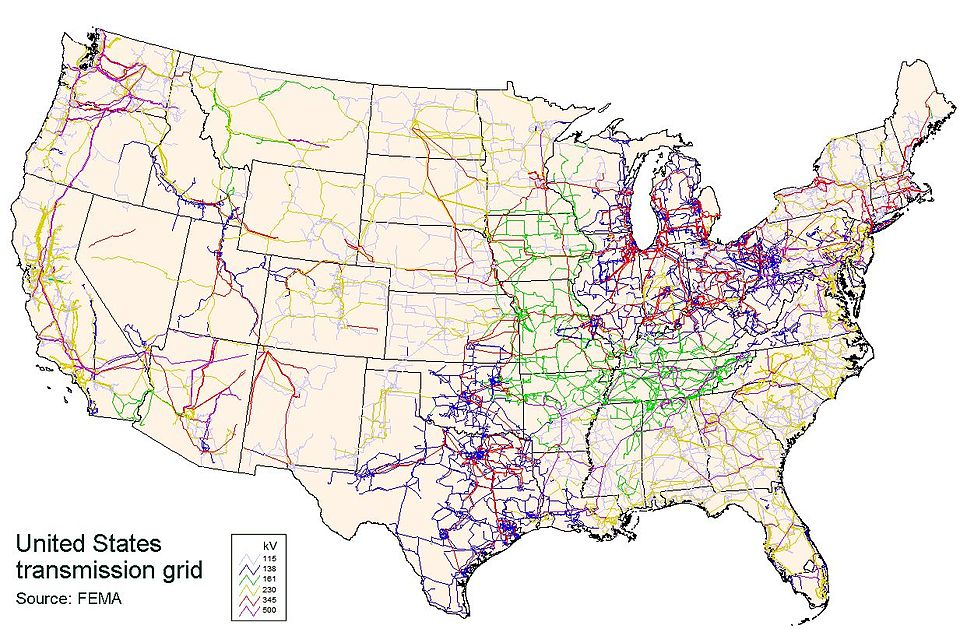 United States
transmission grid
Source: FEMA
kV
115
138
161
230
345
500